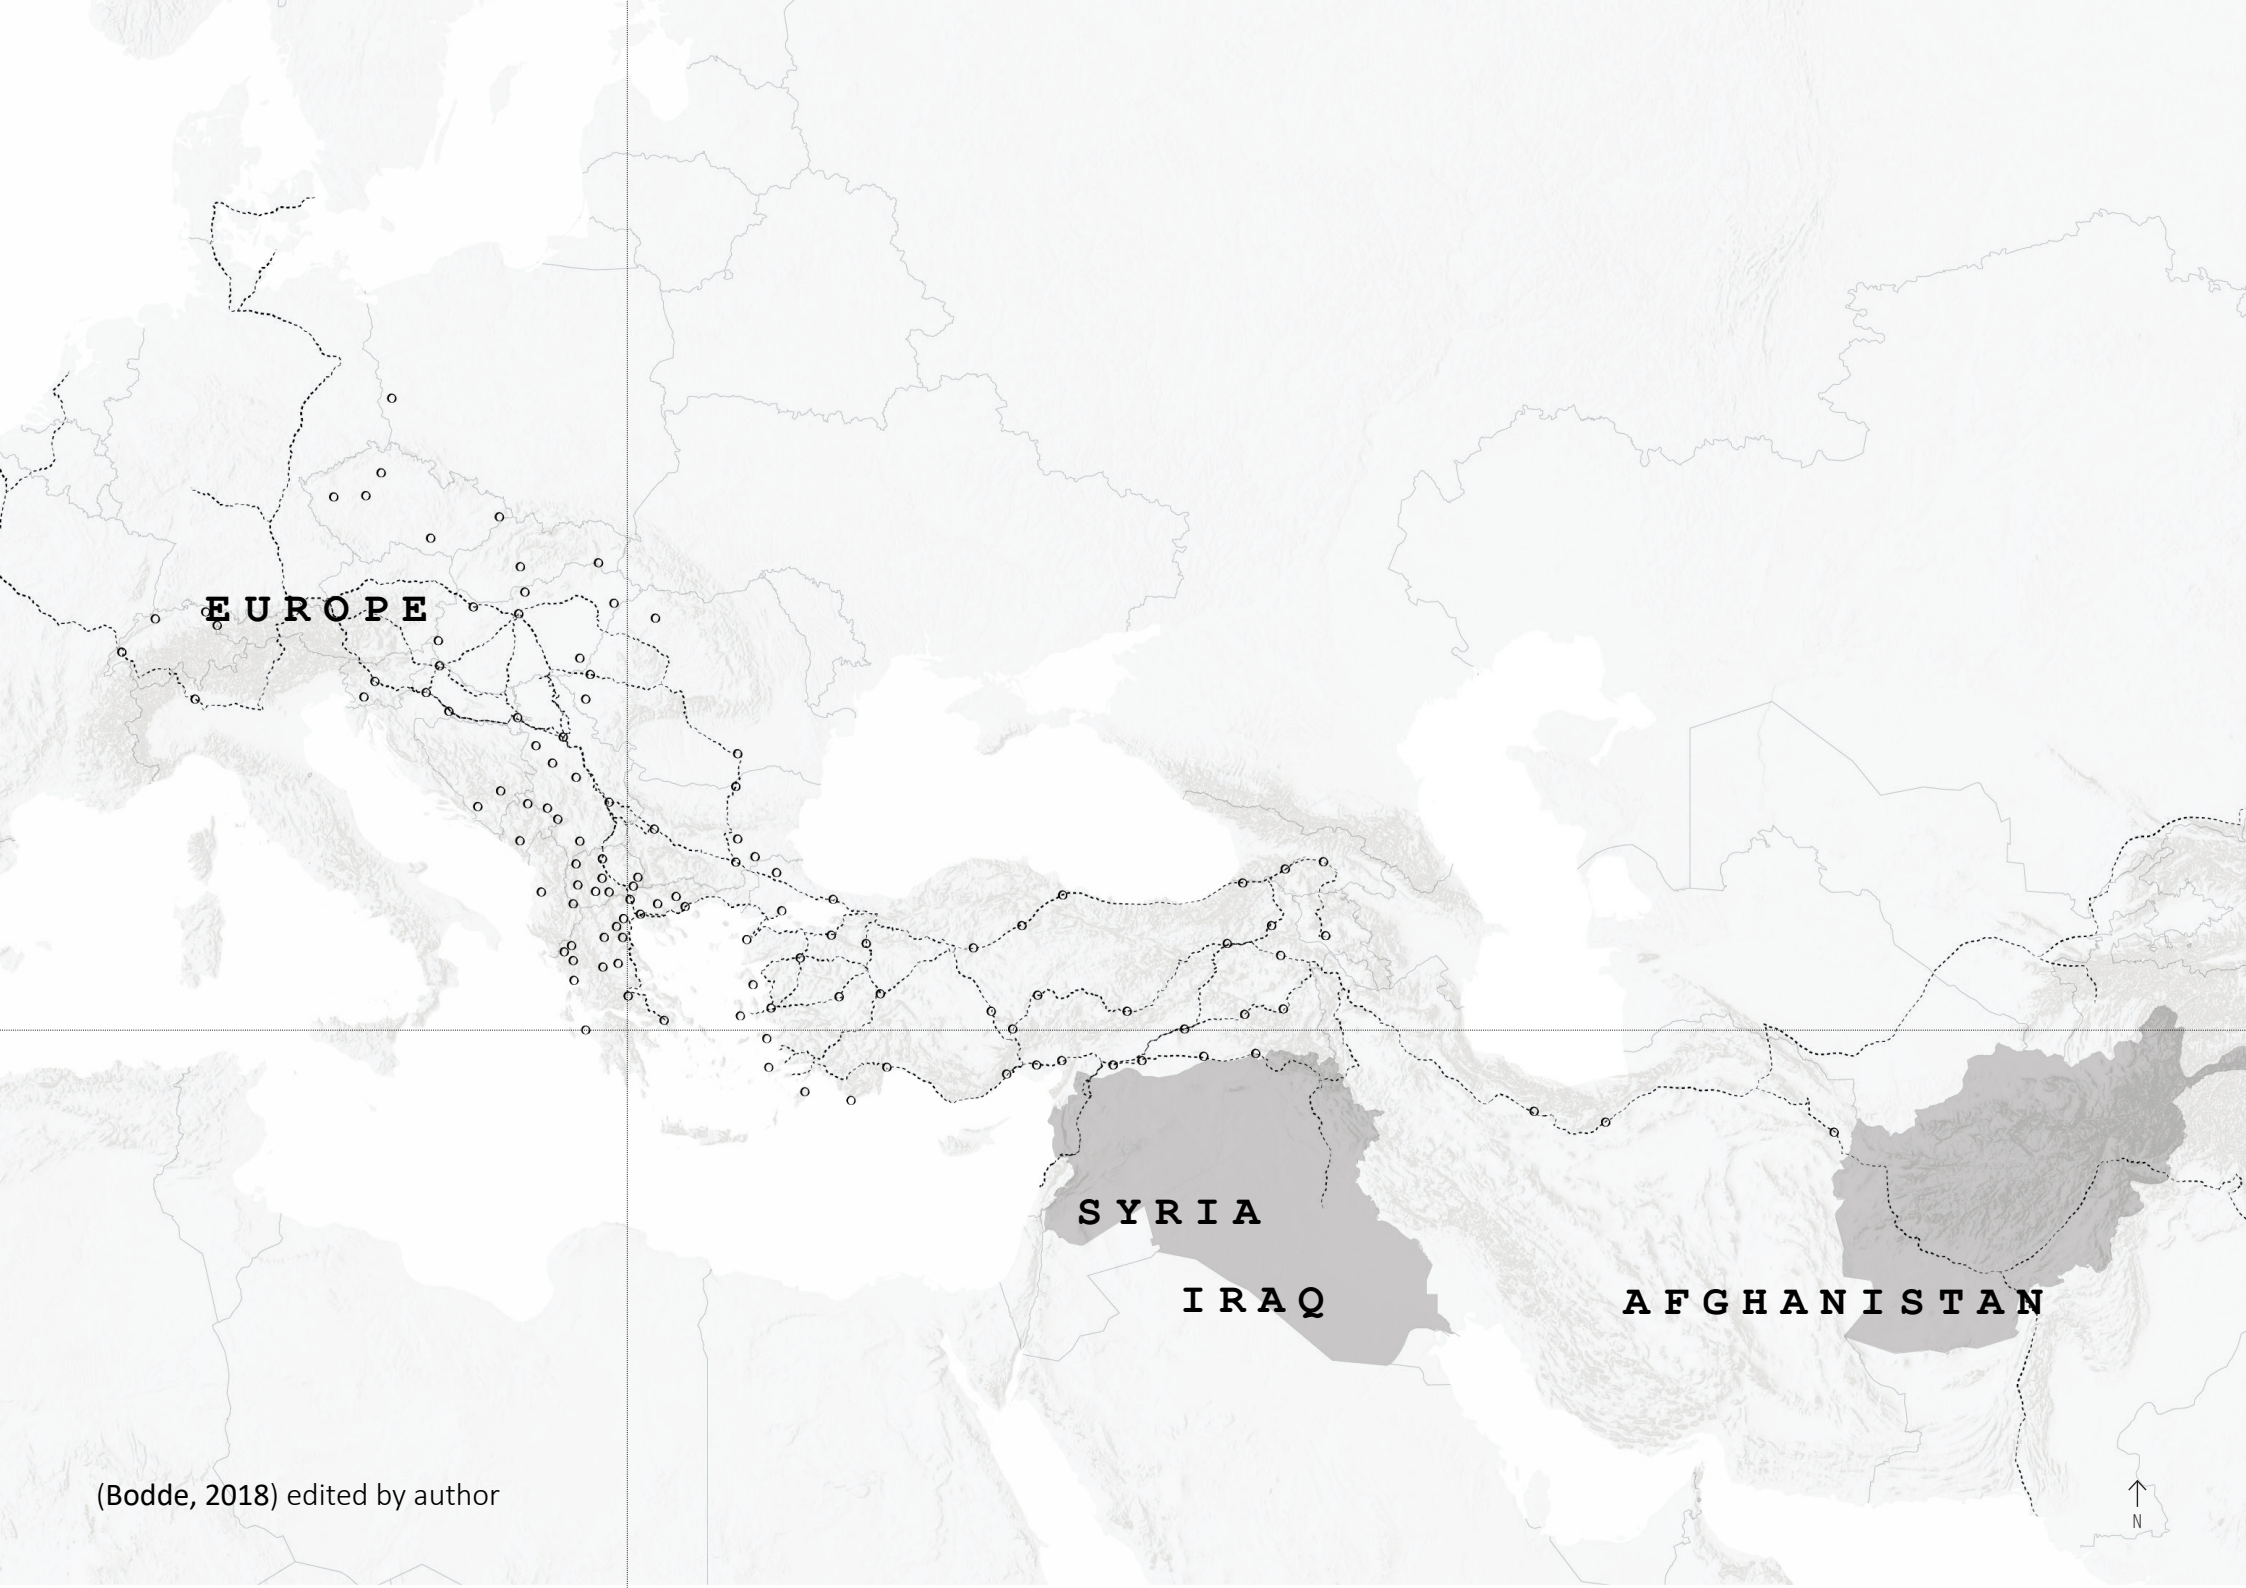 EUROPE
SYRIA
IRAQ
AFGHANISTAN
(Bodde, 2018) edited by author
N